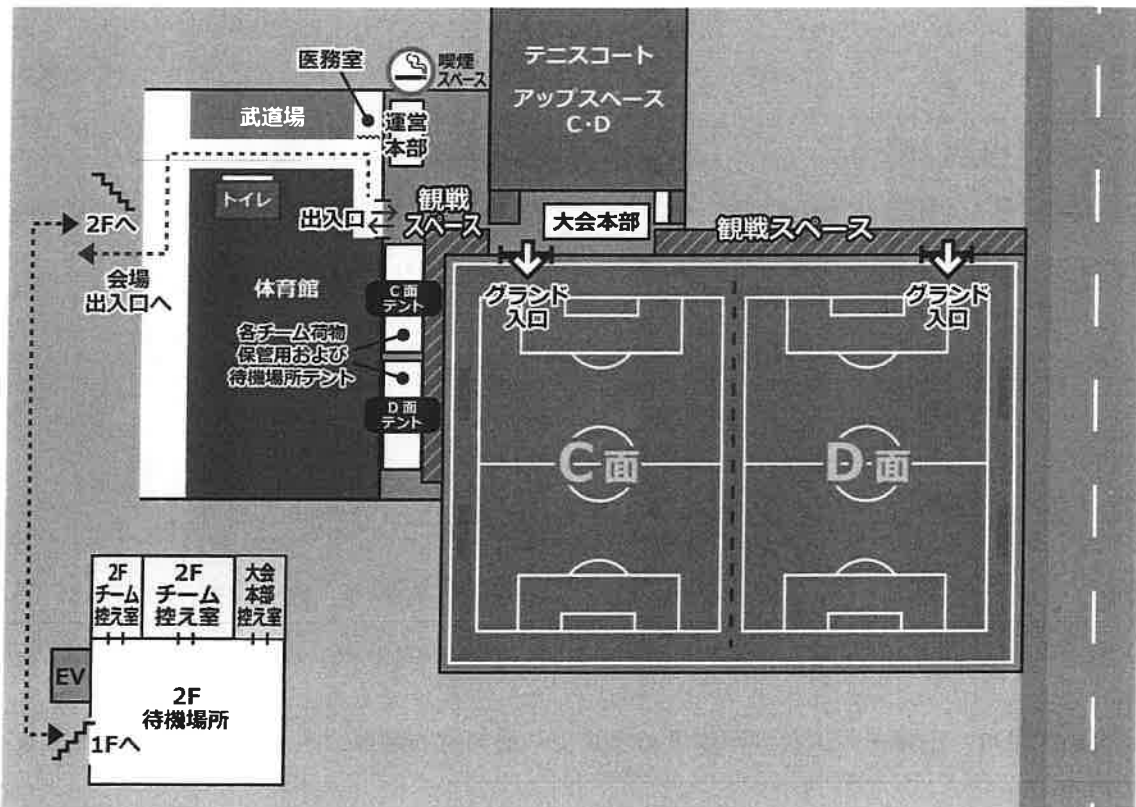 医務室
喫煙
スペース
テニスコート
アップスペース
C・D
武道場
運営
本部
トイレ
出入口
観戦
スペース
大会本部
観戦スペース
2Fへ
会場
出入口へ
体育館
C面
テント
グランド
入口
グランド
入口
各チーム荷物
保管用および
待機場所テント
D面
テント
C面
D面
2F
チーム
控え室
2F
チーム
控え室
大会
本部
控え室
EV
2F
待機場所
1Fへ